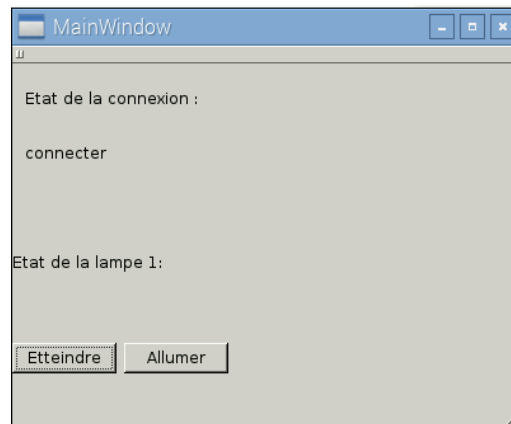 MainWindow
Etat de la connexion :
connecter
Etat de la lampe 1:
Etteindre Allumer